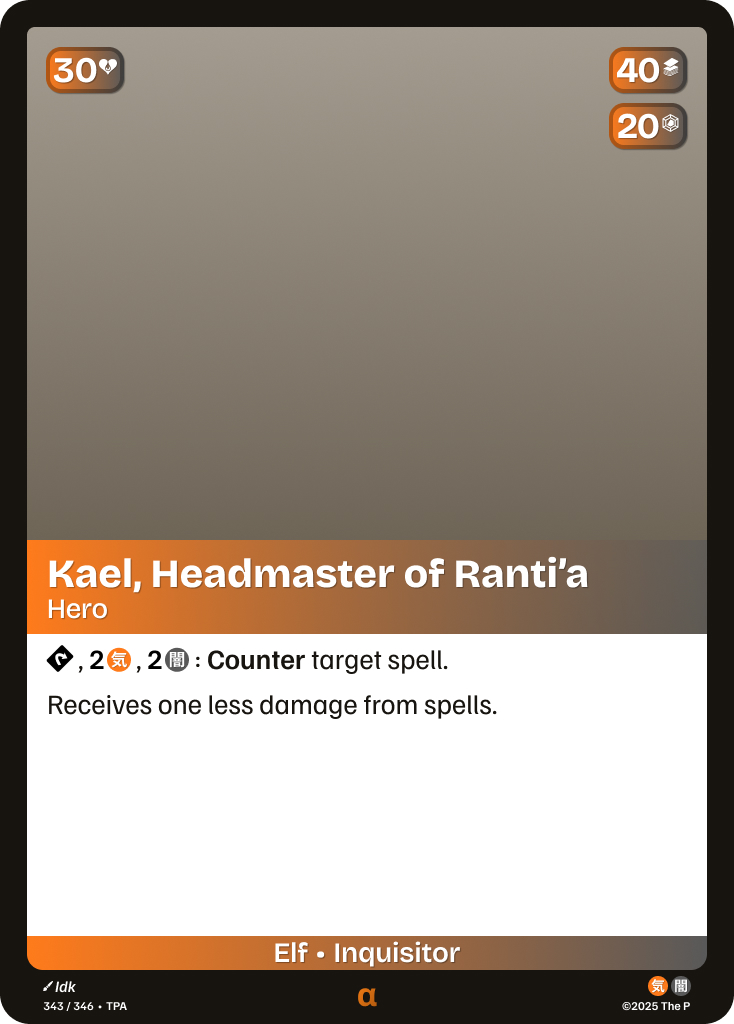 30
40
20
Kael, Headmaster of Ranti’a
Hero
, 2気, 2闇 : Counter target spell.
Receives one less damage from spells.
Elf • Inquisitor
Idk
気 闇
343 / 346 • TPA
α
©2025 The P